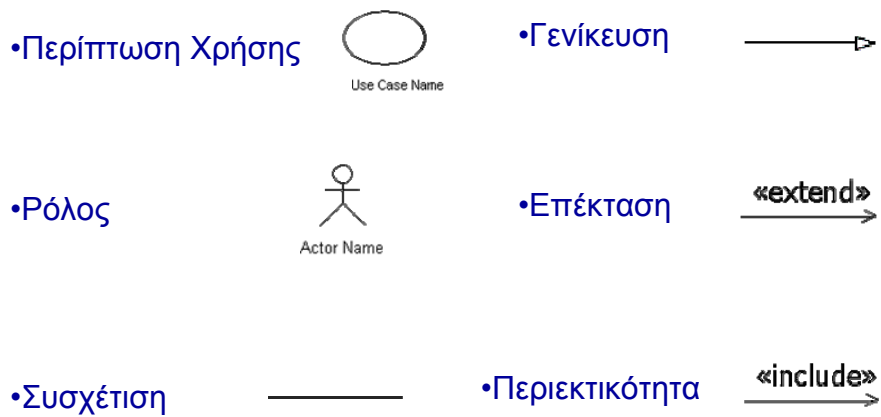 •Περίπτωση Χρήσης
Use Case Name
•Γενίκευση
•Ρόλος
Actor Name
•Επέκταση
«extend»
•Συσχέτιση
•Περιεκτικότητα
«include»